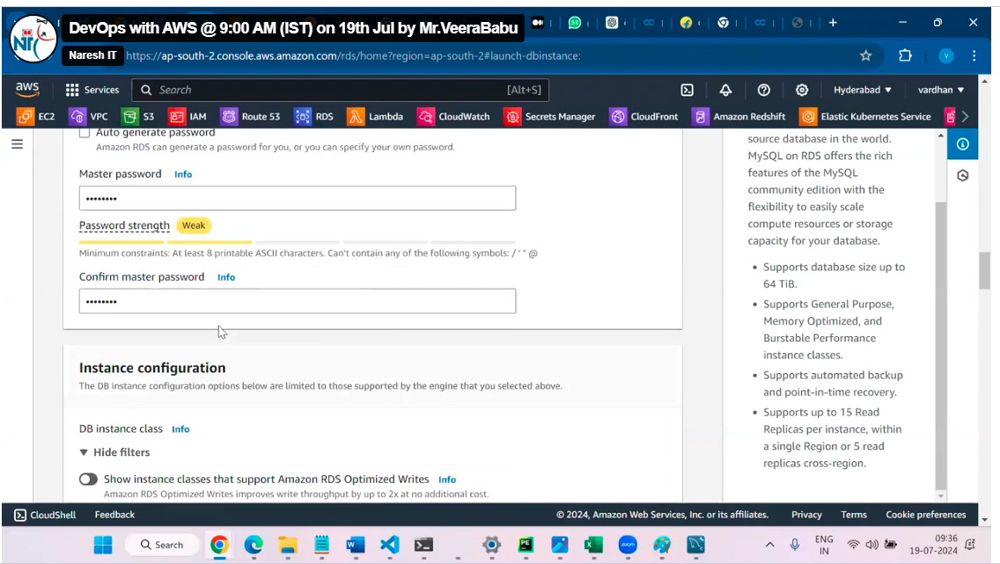 DevOps with AWS @ 9:00 AM (IST) on 19th Jul by Mr.VeeraBabu
Naresh IT
https://ap-south-2.console.aws.amazon.com/rds/home?region=ap-south-2#launch-dbinstance:
aws
Services
Search
[Alt+S]
Hyderabad
vardhan
EC2
VPC
S3
IAM
Route 53
RDS
Lambda
CloudWatch
Secrets Manager
CloudFront
Amazon Redshift
Elastic Kubernetes Service
Auto generate password
Amazon RDS can generate a password for you, or you can specify your own password.
Master password Info
••••••••
Password strength Weak
Minimum constraints: At least 8 printable ASCII characters. Can't contain any of the following symbols: / ' " @
Confirm master password Info
••••••••
Instance configuration
The DB instance configuration options below are limited to those supported by the engine that you selected above.
DB instance class Info
Hide filters
Show instance classes that support Amazon RDS Optimized Writes Info
Amazon RDS Optimized Writes improves write throughput by up to 2x at no additional cost.
source database in the world.
MySQL on RDS offers the rich
features of the MySQL
community edition with the
flexibility to easily scale
compute resources or storage
capacity for your database.
• Supports database size up to
64 TiB.
• Supports General Purpose,
Memory Optimized, and
Burstable Performance
instance classes.
• Supports automated backup
and point-in-time recovery.
• Supports up to 15 Read
Replicas per instance, within
a single Region or 5 read
replicas cross-region.
CloudShell
Feedback
© 2024, Amazon Web Services, Inc. or its affiliates.
Privacy
Terms
Cookie preferences
Search
zoom
ENG
IN
09:36
19-07-2024